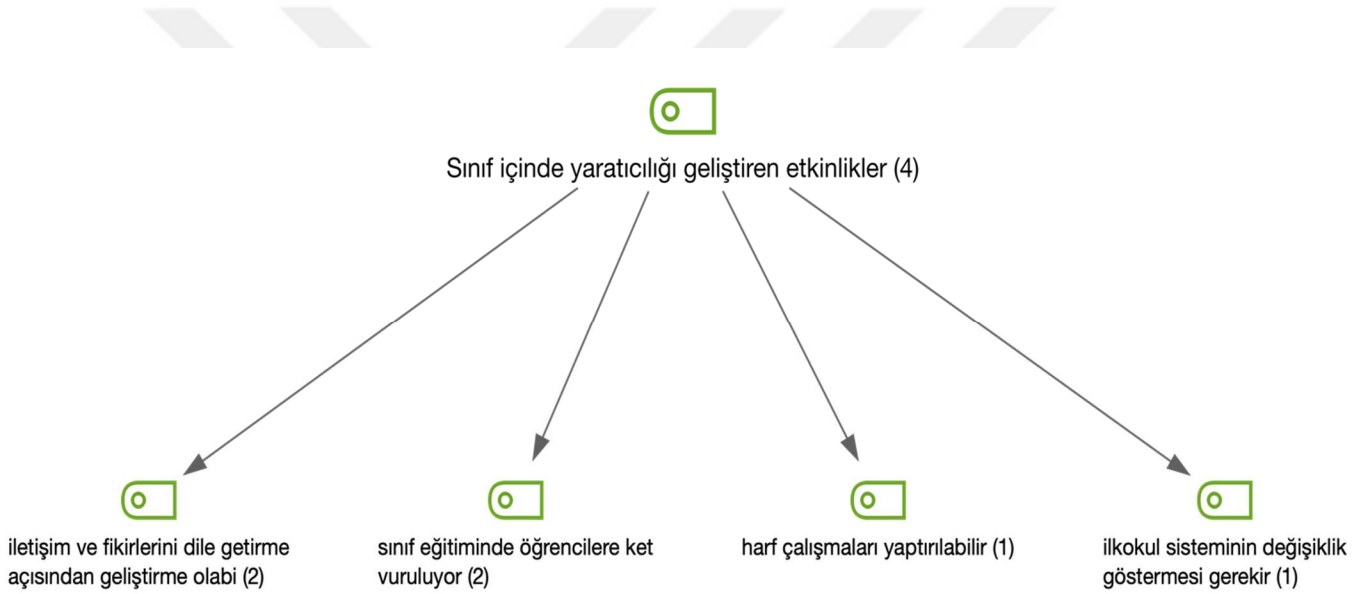 Sınıf içinde yaratıcılığı geliştiren etkinlikler (4)
iletişim ve fikirlerini dile getirme
açısından geliştirme olabi (2)
sınıf eğitiminde öğrencilere ket
vuruluyor (2)
harf çalışmaları yaptırılabilir (1)
ilkokul sisteminin değişiklik
göstermesi gerekir (1)